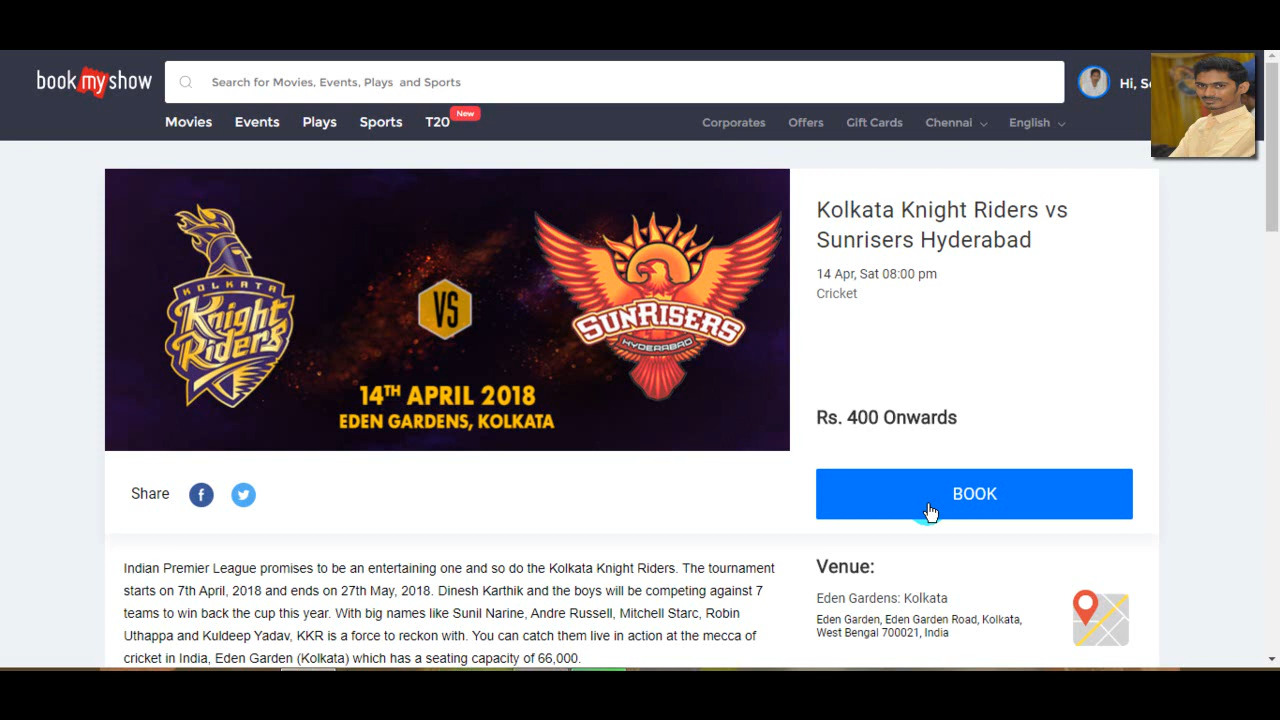 book my show
Search for Movies, Events, Plays and Sports
Hi, Se
Movies Events Plays Sports T20 New
Corporates Offers Gift Cards Chennai English
KOLKATA
Knight
Riders
VS
SUNRISERS
HYDERABAD
14TH APRIL 2018
EDEN GARDENS, KOLKATA
Kolkata Knight Riders vs
Sunrisers Hyderabad
14 Apr, Sat 08:00 pm
Cricket
Rs. 400 Onwards
Share f
BOOK
Indian Premier League promises to be an entertaining one and so do the Kolkata Knight Riders. The tournament
starts on 7th April, 2018 and ends on 27th May, 2018. Dinesh Karthik and the boys will be competing against 7
teams to win back the cup this year. With big names like Sunil Narine, Andre Russell, Mitchell Starc, Robin
Uthappa and Kuldeep Yadav, KKR is a force to reckon with. You can catch them live in action at the mecca of
cricket in India, Eden Garden (Kolkata) which has a seating capacity of 66,000.
Venue:
Eden Gardens: Kolkata
Eden Garden, Eden Garden Road, Kolkata,
West Bengal 700021, India